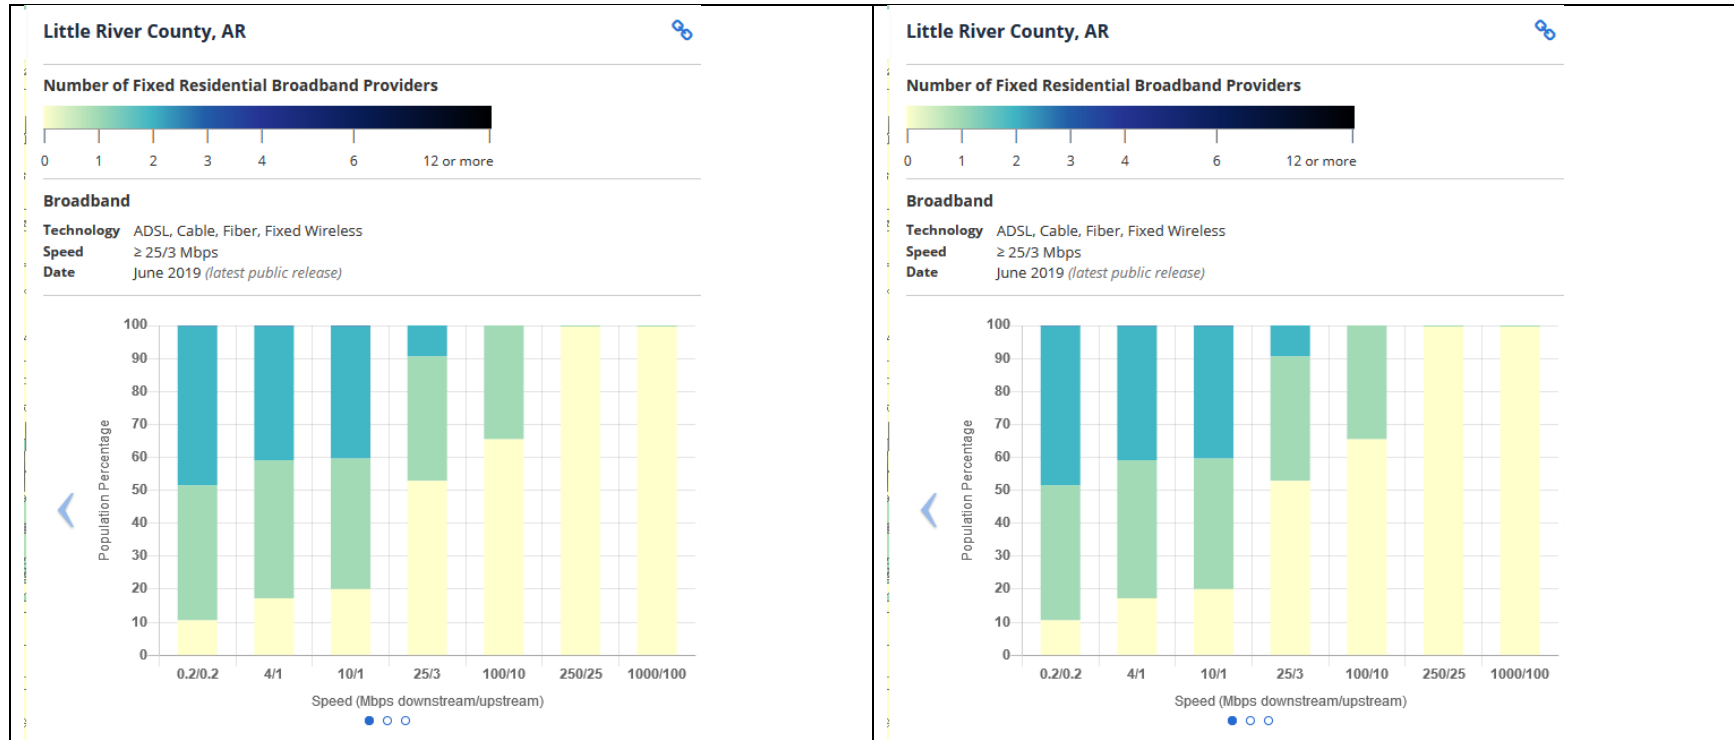 Little River County, AR
Number of Fixed Residential Broadband Providers
0 1 2 3 4 6 12 or more
Broadband
Technology ADSL, Cable, Fiber, Fixed Wireless
Speed ≥ 25/3 Mbps
Date June 2019 (latest public release)
100
90
80
70
60
50
40
30
20
10
0
Population Percentage
0.2/0.2 4/1 10/1 25/3 100/10 250/25 1000/100
Speed (Mbps downstream/upstream)
Little River County, AR
Number of Fixed Residential Broadband Providers
0 1 2 3 4 6 12 or more
Broadband
Technology ADSL, Cable, Fiber, Fixed Wireless
Speed ≥ 25/3 Mbps
Date June 2019 (latest public release)
100
90
80
70
60
50
40
30
20
10
0
Population Percentage
0.2/0.2 4/1 10/1 25/3 100/10 250/25 1000/100
Speed (Mbps downstream/upstream)